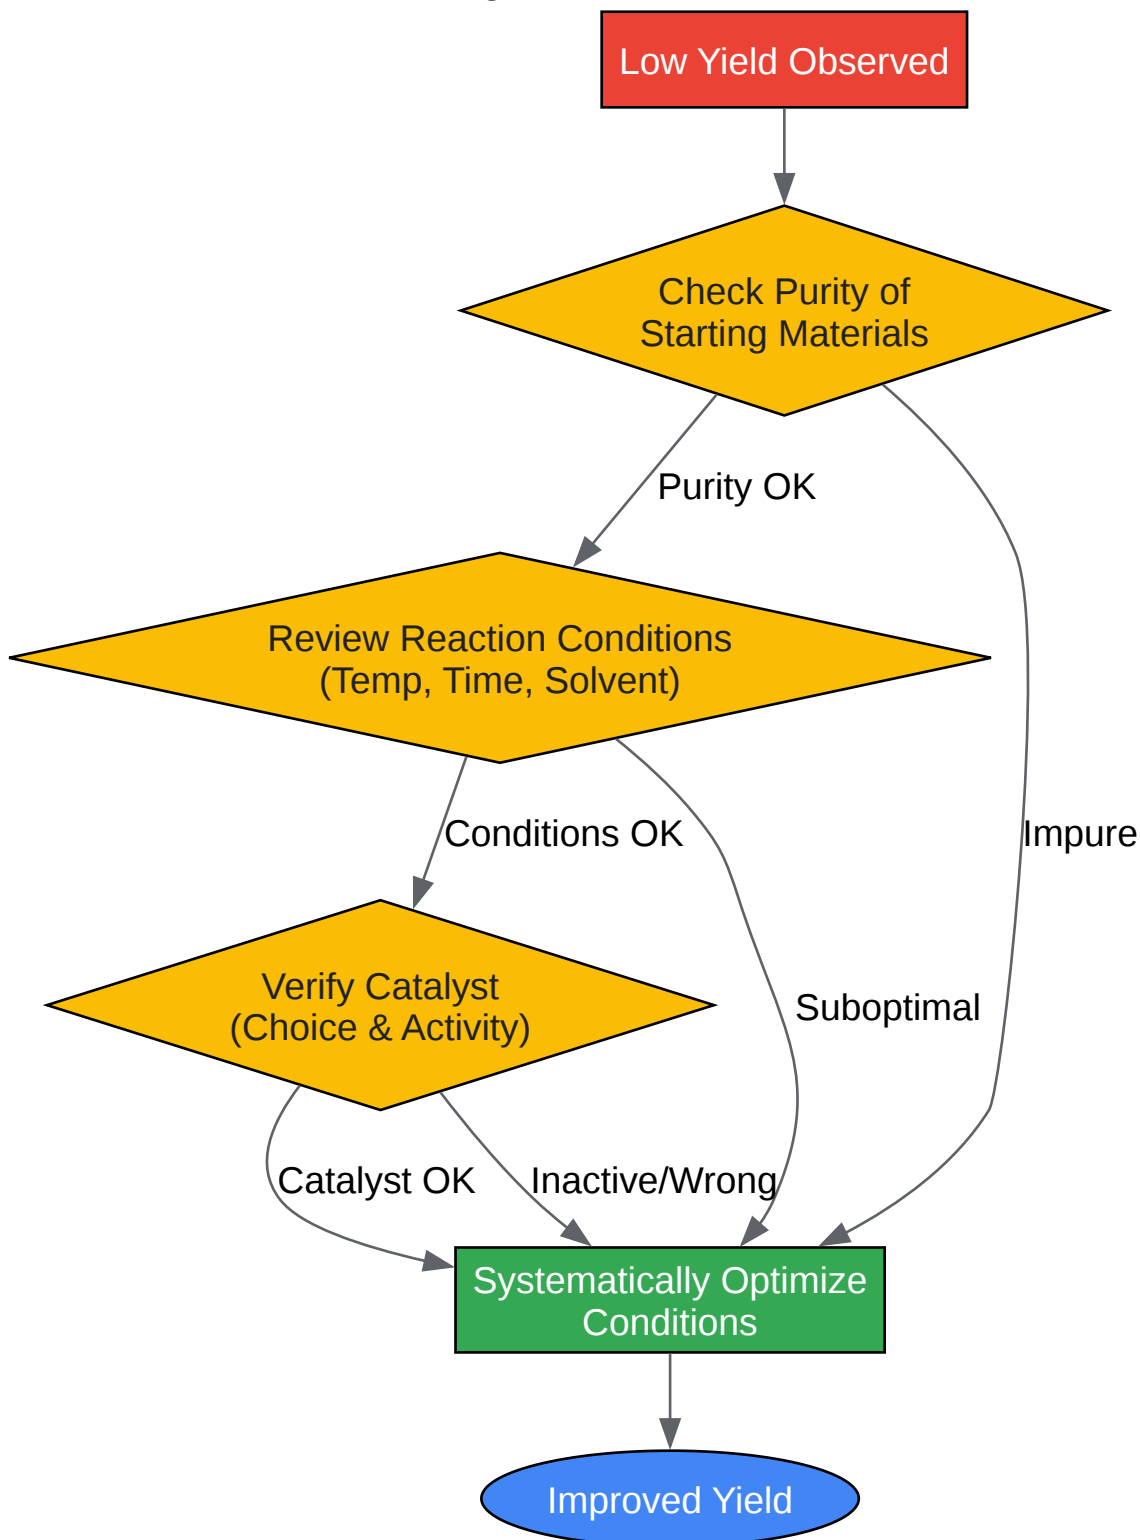 Low Yield Observed
Check Purity of
Starting Materials
Purity OK
Review Reaction Conditions
(Temp, Time, Solvent)
Conditions OK
Impure
Verify Catalyst
(Choice & Activity)
Suboptimal
Catalyst OK
Inactive/Wrong
Systematically Optimize
Conditions
Improved Yield